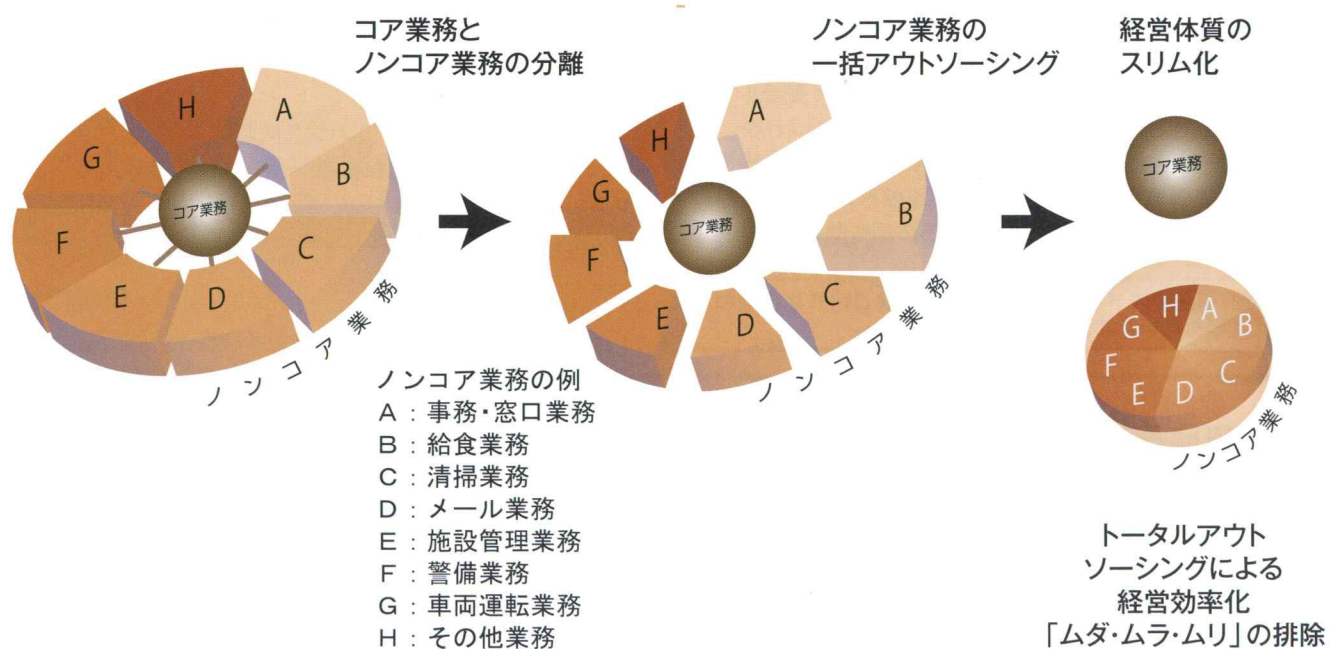 コア業務と
ノンコア業務の分離
H
A
G
B
コア業務
F
C
E
D
ノンコア業務
ノンコア業務の例
A：事務・窓口業務
B：給食業務
C：清掃業務
D：メール業務
E：施設管理業務
F：警備業務
G：車両運転業務
H：その他業務
ノンコア業務の
一括アウトソーシング
A
H
G
B
コア業務
F
C
E
D
ノンコア業務
経営体質の
スリム化
コア業務
H
A
G
B
F
C
E
D
ノンコア業務
トータルアウト
ソーシングによる
経営効率化
「ムダ・ムラ・ムリ」の排除